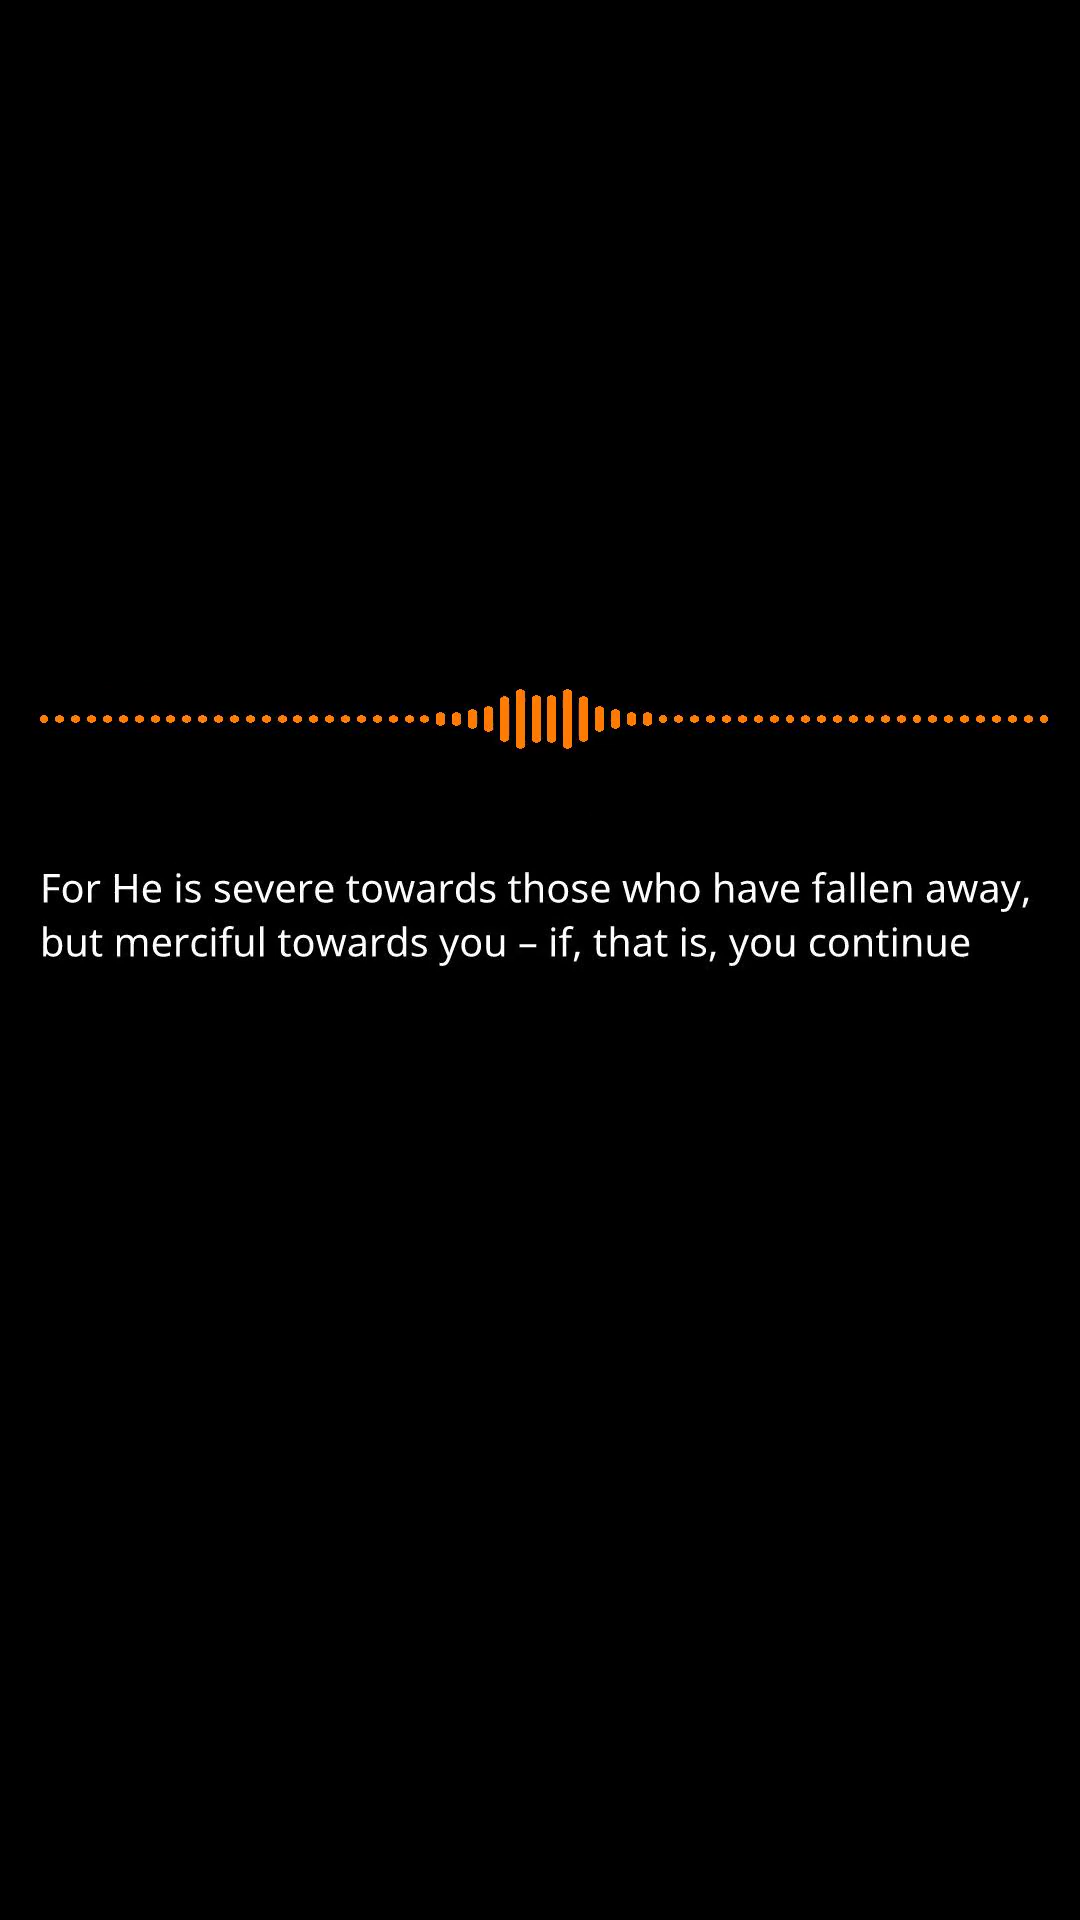 For He is severe towards those who have fallen away,
but merciful towards you – if, that is, you continue